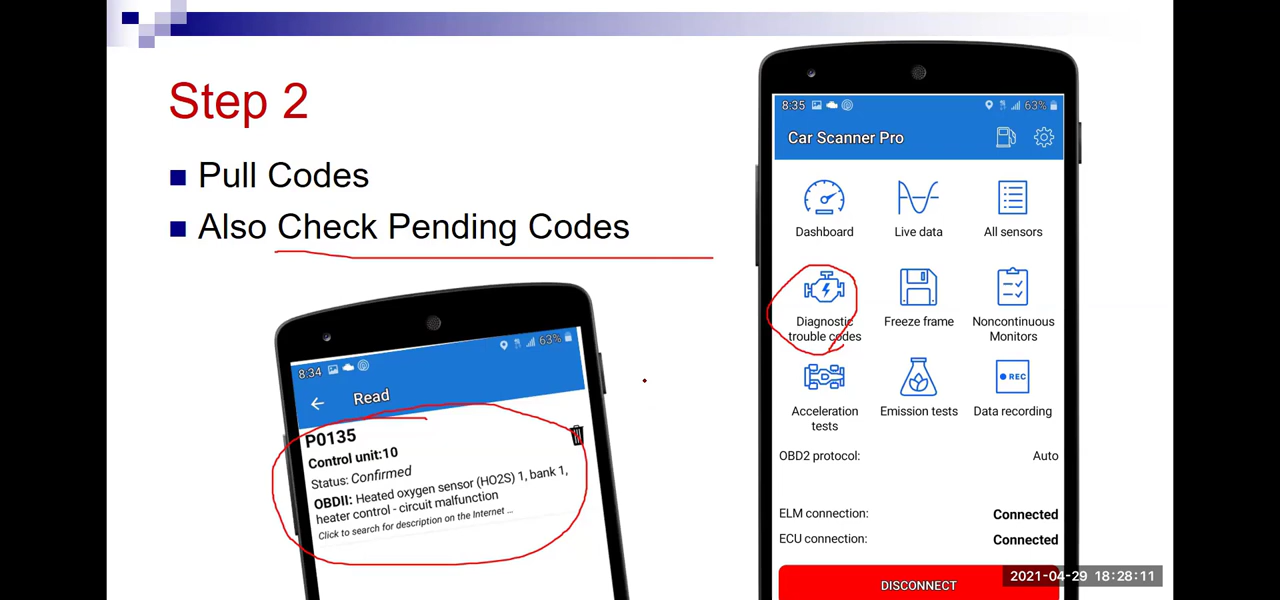 Step 2
Pull Codes
Also Check Pending Codes
8:34
63%
Read
P0135
Control unit:10
Status: Confirmed
OBDII: Heated oxygen sensor (HO2S) 1, bank 1,
heater control - circuit malfunction
Click to search for description on the Internet ...
8:35
63%
Car Scanner Pro
Dashboard
Live data
All sensors
Diagnostic
trouble codes
Freeze frame
Noncontinuous
Monitors
Acceleration
tests
Emission tests
REC
Data recording
OBD2 protocol: Auto
ELM connection: Connected
ECU connection: Connected
DISCONNECT
2021-04-29 18:28:11